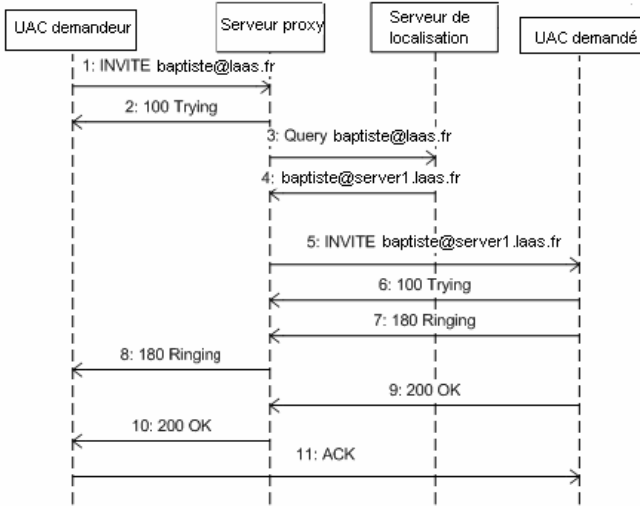 UAC demandeur
Serveur proxy
Serveur de
localisation
UAC demandé
1: INVITE baptiste@laas.fr
2: 100 Trying
3: Query baptiste@laas.fr
4: baptiste@server1.laas.fr
5: INVITE baptiste@server1.laas.fr
6: 100 Trying
7: 180 Ringing
8: 180 Ringing
9: 200 OK
10: 200 OK
11: ACK